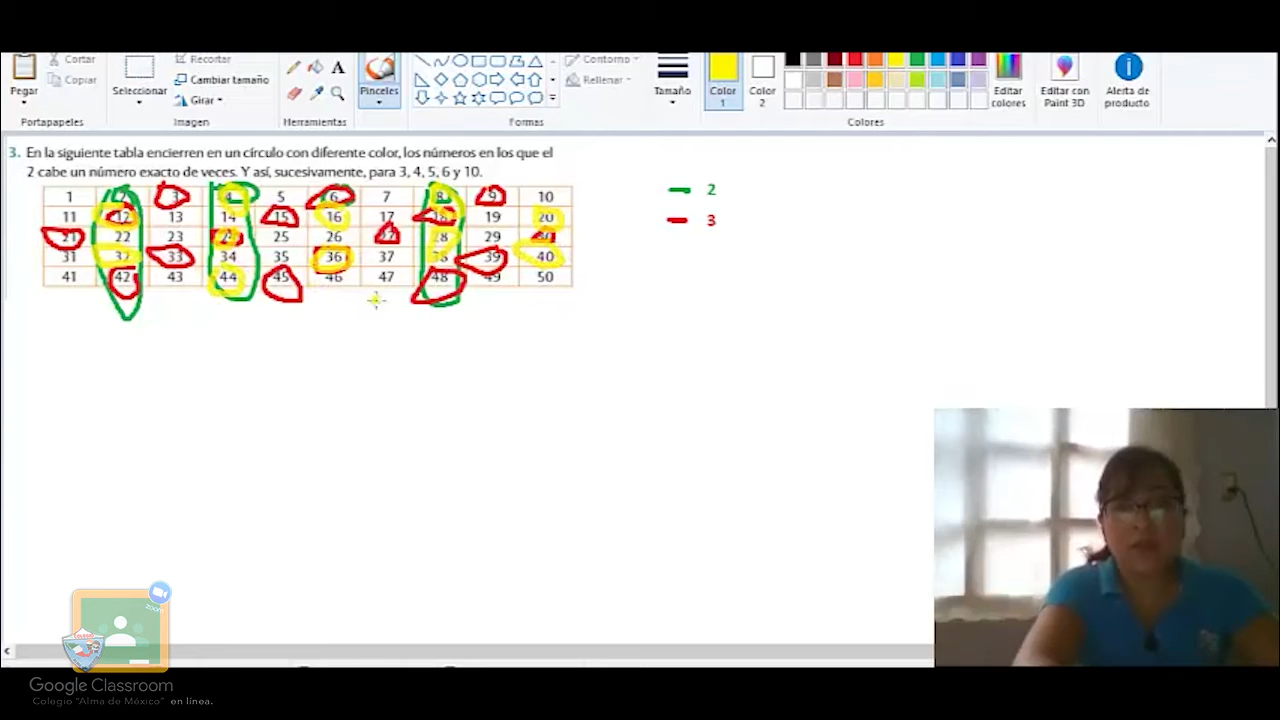 Cortar
Copiar
Pegar
Portapapeles
Seleccionar
Recortar
Cambiar tamaño
Girar
Imagen
A
Herramientas
Pinceles
Contorno
Rellenar
Formas
Tamaño
Color 1
Color 2
Colores
Editar colores
Editar con Paint 3D
Alerta de producto
3. En la siguiente tabla encierren en un círculo con diferente color, los números en los que el
2 cabe un número exacto de veces. Y así, sucesivamente, para 3, 4, 5, 6 y 10.
1 2 3 4 5 6 7 8 9 10
11 12 13 14 15 16 17 18 19 20
21 22 23 24 25 26 27 28 29
31 32 33 34 35 36 37 38 39 40
41 42 43 44 45 46 47 48 49 50
2
3
zoom
COLEGIO
Google Classroom
Colegio "Alma de México" en línea.